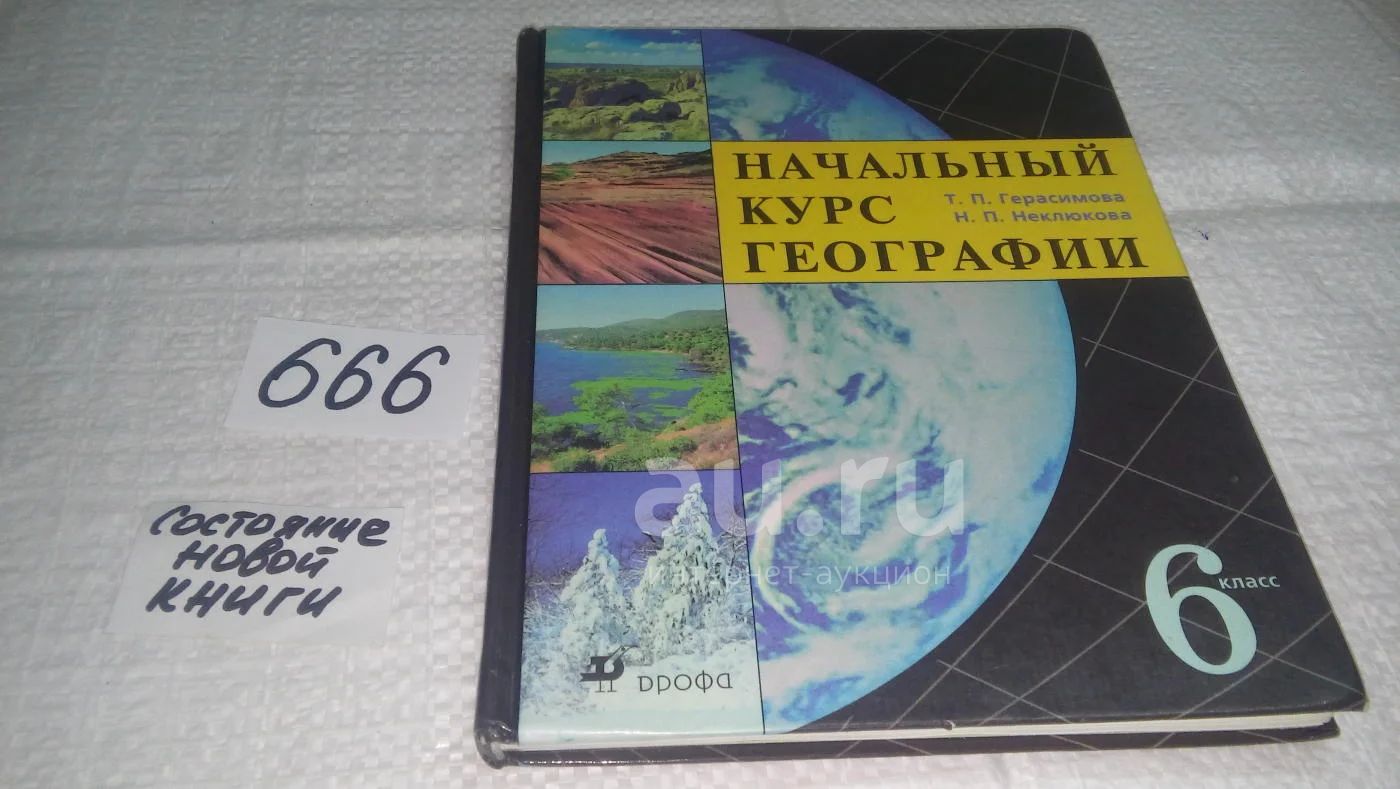 НАЧАЛЬНЫЙ
КУРС
ГЕОГРАФИИ
Т. П. Герасимова
Н. П. Неклюкова
666
состояние
новой
книги
au.ru
интернет-аукцион
6 класс
дрофа